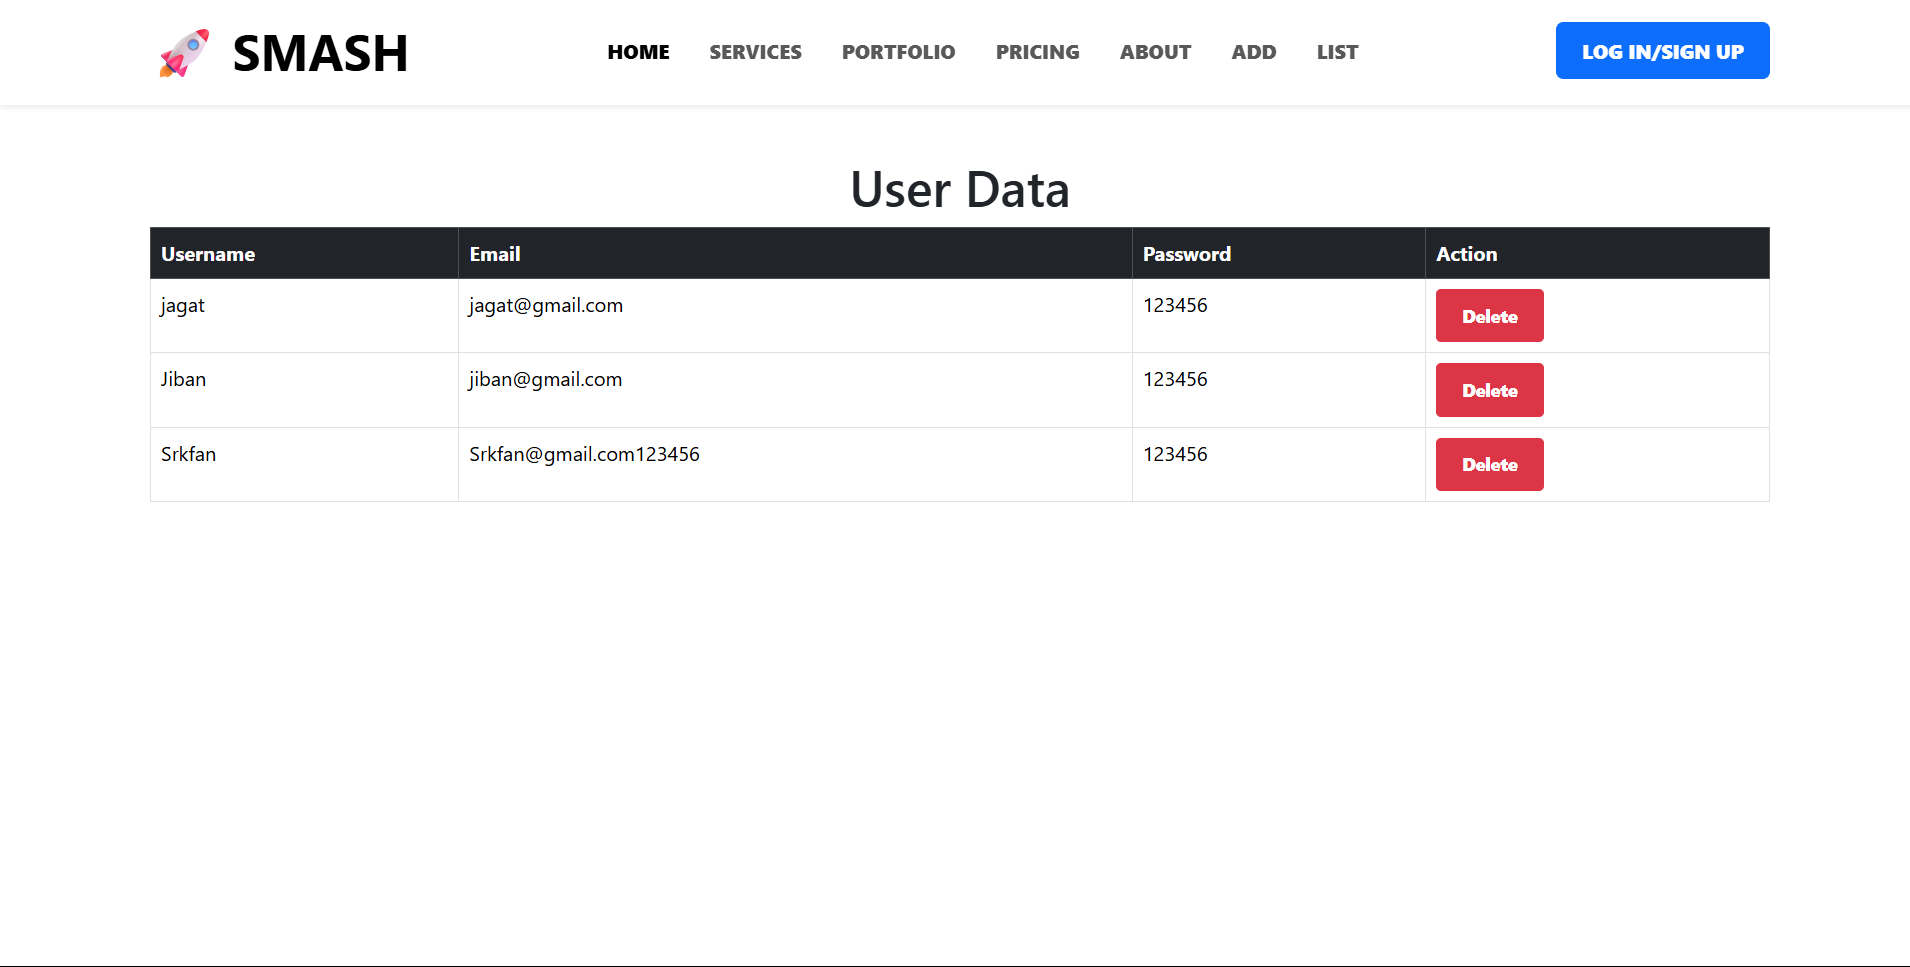 SMASH HOME SERVICES PORTFOLIO PRICING ABOUT ADD LIST LOG IN/SIGN UP
User Data
Username Email Password Action
jagat jagat@gmail.com 123456 Delete
Jiban jiban@gmail.com 123456 Delete
Srkfan Srkfan@gmail.com123456 123456 Delete